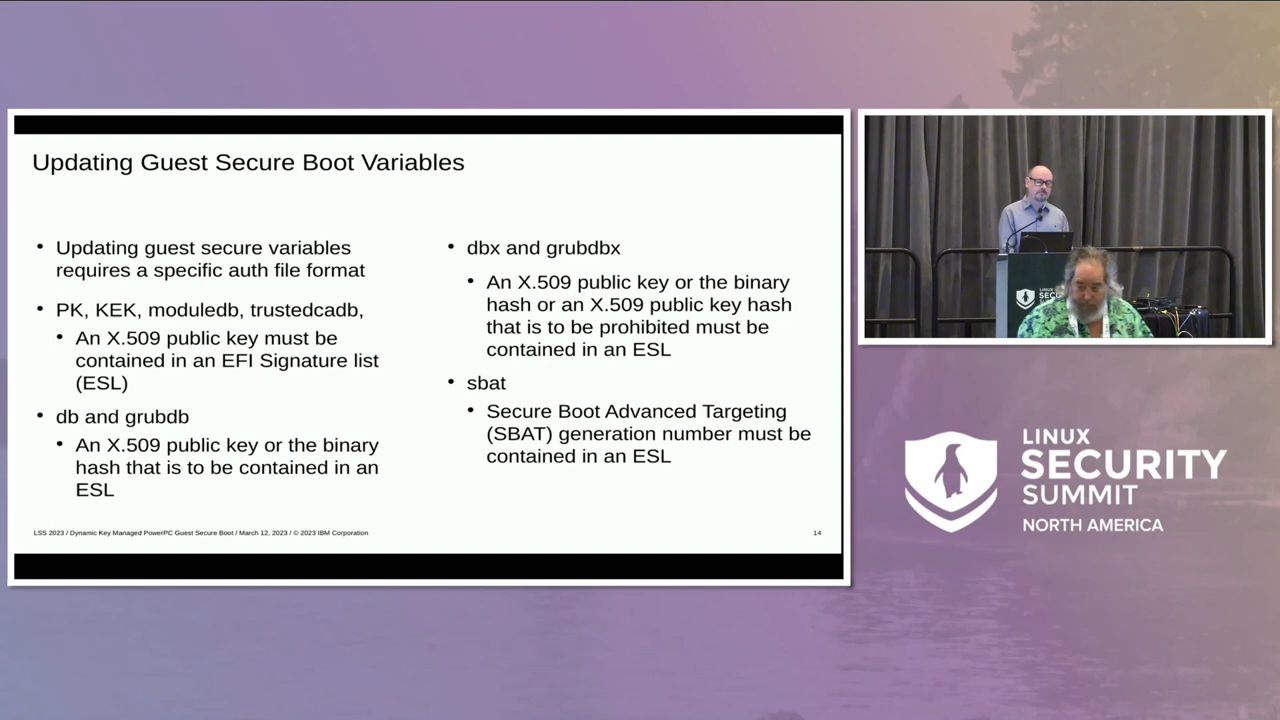 Updating Guest Secure Boot Variables
• Updating guest secure variables
requires a specific auth file format
• PK, KEK, moduledb, trustedcadb,
• An X.509 public key must be
contained in an EFI Signature list
(ESL)
• db and grubdb
• An X.509 public key or the binary
hash that is to be contained in an
ESL
• dbx and grubdbx
• An X.509 public key or the binary
hash or an X.509 public key hash
that is to be prohibited must be
contained in an ESL
• sbat
• Secure Boot Advanced Targeting
(SBAT) generation number must be
contained in an ESL
LSS 2023 / Dynamic Key Managed PowerPC Guest Secure Boot / March 12, 2023 / © 2023 IBM Corporation
14
LINUX
SECURITY
SUMMIT
NORTH AMERICA